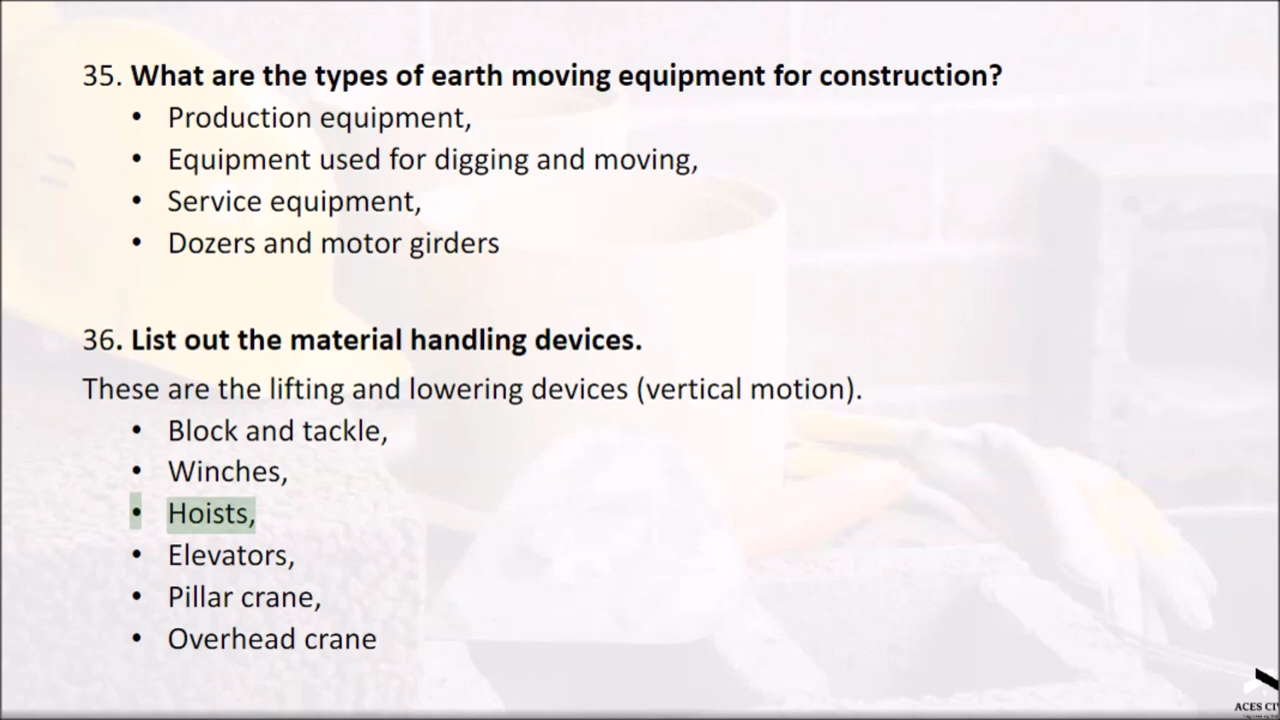 35. What are the types of earth moving equipment for construction?
• Production equipment,
• Equipment used for digging and moving,
• Service equipment,
• Dozers and motor girders
36. List out the material handling devices.
These are the lifting and lowering devices (vertical motion).
• Block and tackle,
• Winches,
• Hoists,
• Elevators,
• Pillar crane,
• Overhead crane
ACES CI